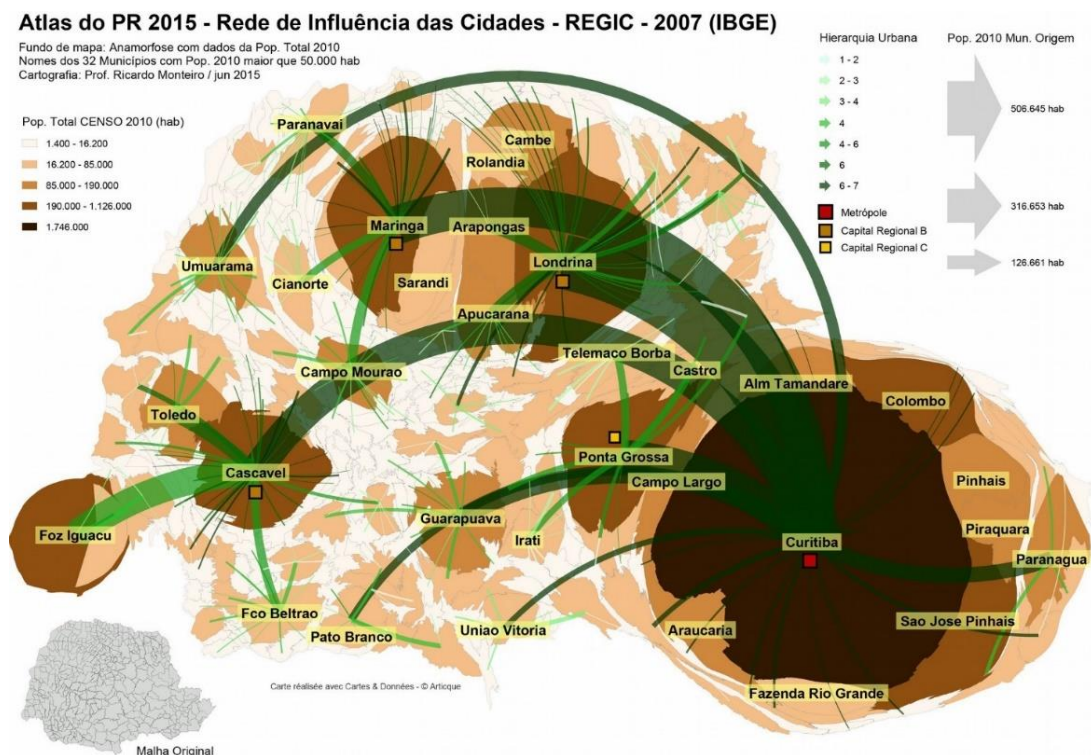 Atlas do PR 2015 - Rede de Influência das Cidades - REGIC - 2007 (IBGE)
Fundo de mapa: Anamorfose com dados da Pop. Total 2010
Nomes dos 32 Municípios com Pop. 2010 maior que 50.000 hab
Cartografia: Prof. Ricardo Monteiro / jun 2015
Hierarquia Urbana
1 - 2
2 - 3
3 - 4
4
4 - 6
6
6 - 7
Metrópole
Capital Regional B
Capital Regional C
Pop. 2010 Mun. Origem
506.645 hab
316.653 hab
126.661 hab
Pop. Total CENSO 2010 (hab)
1.400 - 16.200
16.200 - 85.000
85.000 - 190.000
190.000 - 1.126.000
1.746.000
Paranavai
Cambe
Rolandia
Maringa
Arapongas
Londrina
Umuarama
Cianorte
Sarandi
Apucarana
Telemaco Borba
Campo Mourao
Castro
Alm Tamandare
Colombo
Toledo
Cascavel
Ponta Grossa
Campo Largo
Pinhais
Guarapuava
Piraquara
Foz Iguacu
Irati
Curitiba
Paranagua
Fco Beltrao
Pato Branco
Uniao Vitoria
Araucaria
Sao Jose Pinhais
Fazenda Rio Grande
Carte réalisée avec Cartes & Données - © Articque
Malha Original